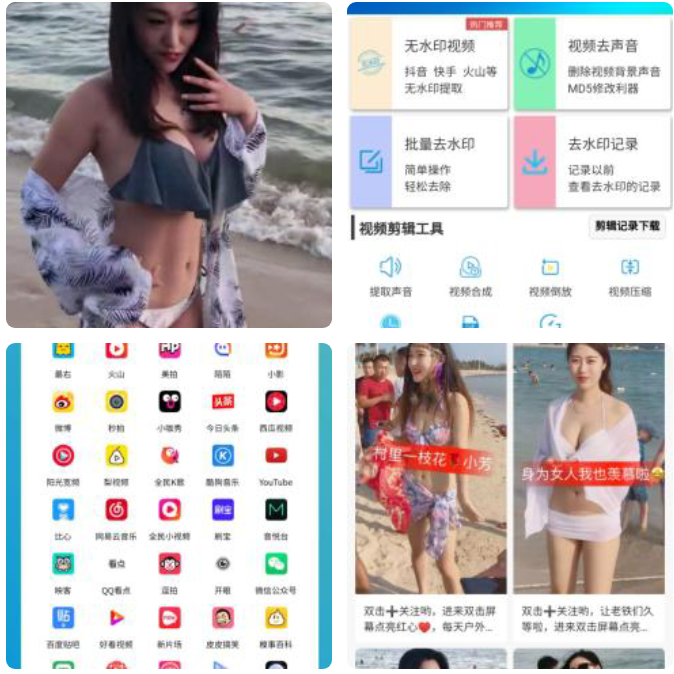 热门推荐
无水印视频
抖音 快手 火山等
无水印提取
视频去声音
删除视频背景声音
MD5修改利器
批量去水印
简单操作
轻松去除
去水印记录
记录以前
查看去水印的记录
视频剪辑工具
剪辑记录下载
提取声音 视频合成 视频倒放 视频压缩
最右 火山 美拍 陌陌 小影
头条
微博 秒拍 小咖秀 今日头条 西瓜视频
阳光宽频 梨视频 全民K歌 酷狗音乐 YouTube
刷宝
比心 网易云音乐 全民小视频 刷宝 音悦台
看点
映客 QQ看点 逗拍 开眼 微信公众号
贴
百度贴吧 好看视频 新片场 皮皮搞笑 糗事百科
村里一枝花🌹小芳
身为女人我也羡慕啦
双击➕关注哟，进来双击屏
幕点亮红心❤️，每天户外...
双击➕关注哟，让老铁们久
等啦，进来双击屏幕点亮...